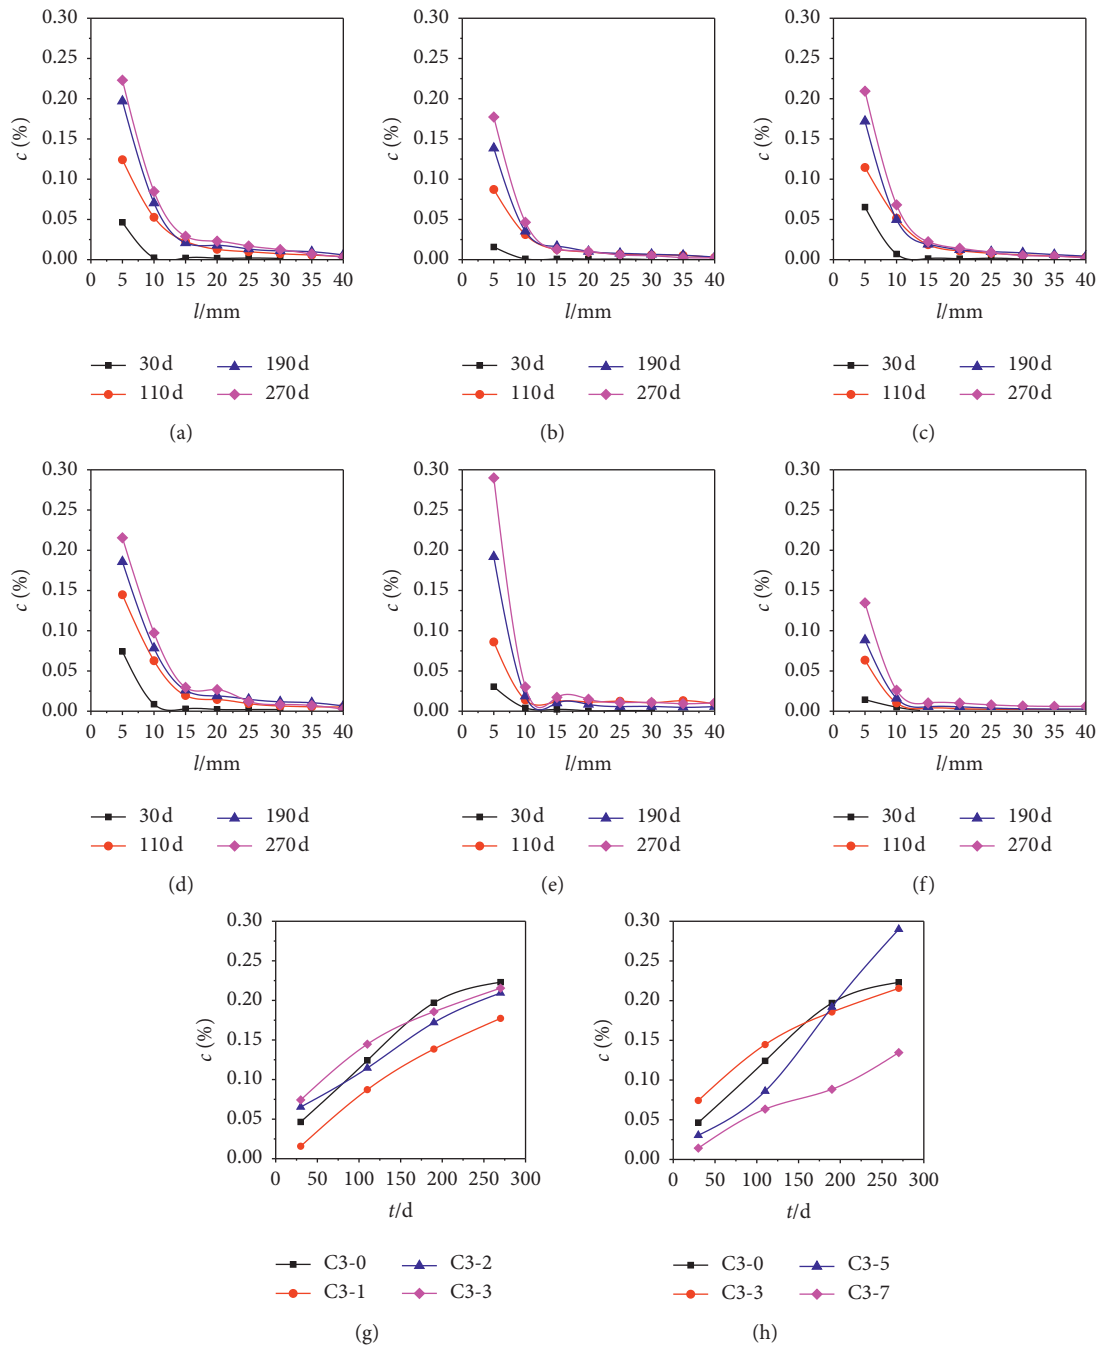 0.30 0.30 0.30
0.25 0.25 0.25
0.20 0.20 0.20
c (%) c (%) c (%)
0.15 0.15 0.15
0.10 0.10 0.10
0.05 0.05 0.05
0.00 0.00 0.00
0 5 10 15 20 25 30 35 40 0 5 10 15 20 25 30 35 40 0 5 10 15 20 25 30 35 40
l/mm l/mm l/mm
30 d 190 d 30 d 190 d 30 d 190 d
110 d 270 d 110 d 270 d 110 d 270 d
(a) (b) (c)
0.30 0.30 0.30
0.25 0.25 0.25
0.20 0.20 0.20
c (%) c (%) c (%)
0.15 0.15 0.15
0.10 0.10 0.10
0.05 0.05 0.05
0.00 0.00 0.00
0 5 10 15 20 25 30 35 40 0 5 10 15 20 25 30 35 40 0 5 10 15 20 25 30 35 40
l/mm l/mm l/mm
30 d 190 d 30 d 190 d 30 d 190 d
110 d 270 d 110 d 270 d 110 d 270 d
(d) (e) (f)
0.30 0.30
0.25 0.25
0.20 0.20
c (%) c (%)
0.15 0.15
0.10 0.10
0.05 0.05
0.00 0.00
0 50 100 150 200 250 300 0 50 100 150 200 250 300
t/d t/d
C3-0 C3-2 C3-0 C3-5
C3-1 C3-3 C3-3 C3-7
(g) (h)